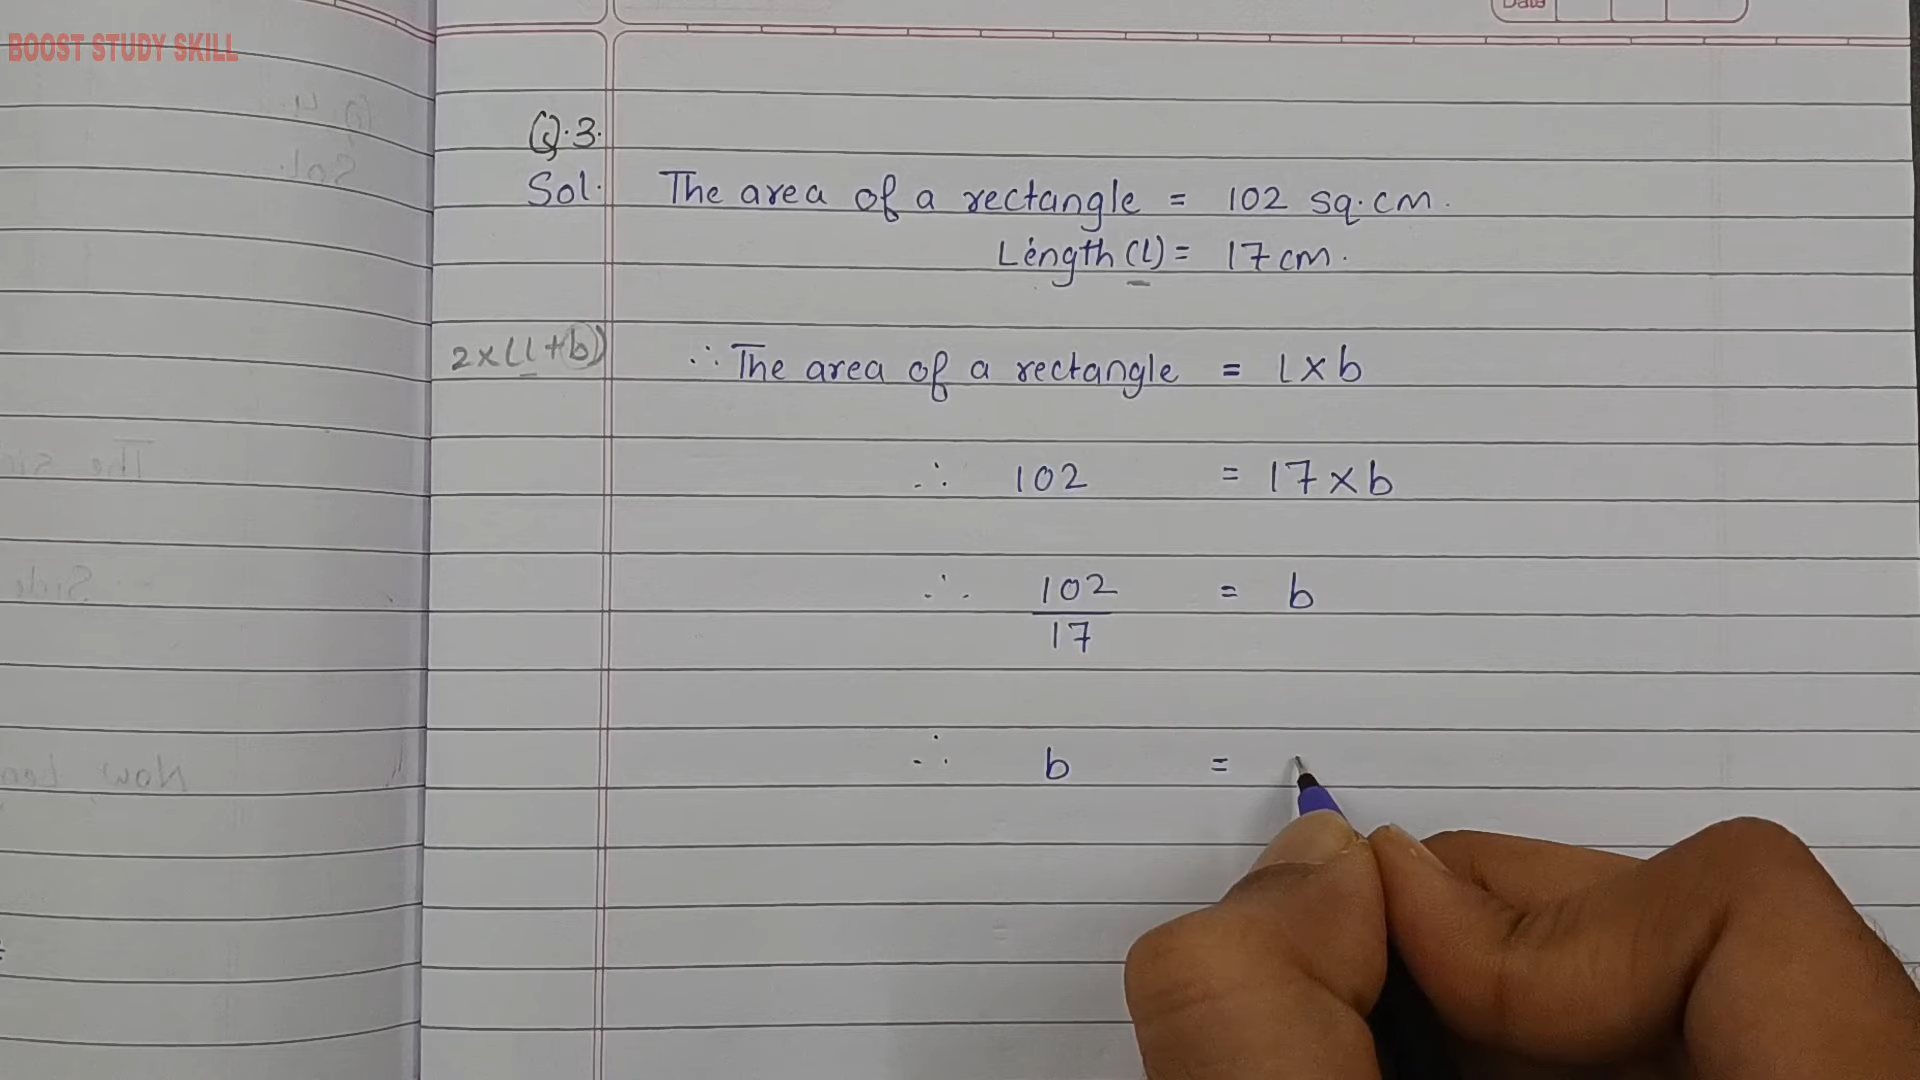 BOOST STUDY SKILL
Date
Q.3.
Sol. The area of a rectangle = 102 sq.cm.
Length (l) = 17 cm.
2×(l+b)
∴ The area of a rectangle = l × b
∴ 102 = 17 × b
∴ 102/17 = b
∴ b =